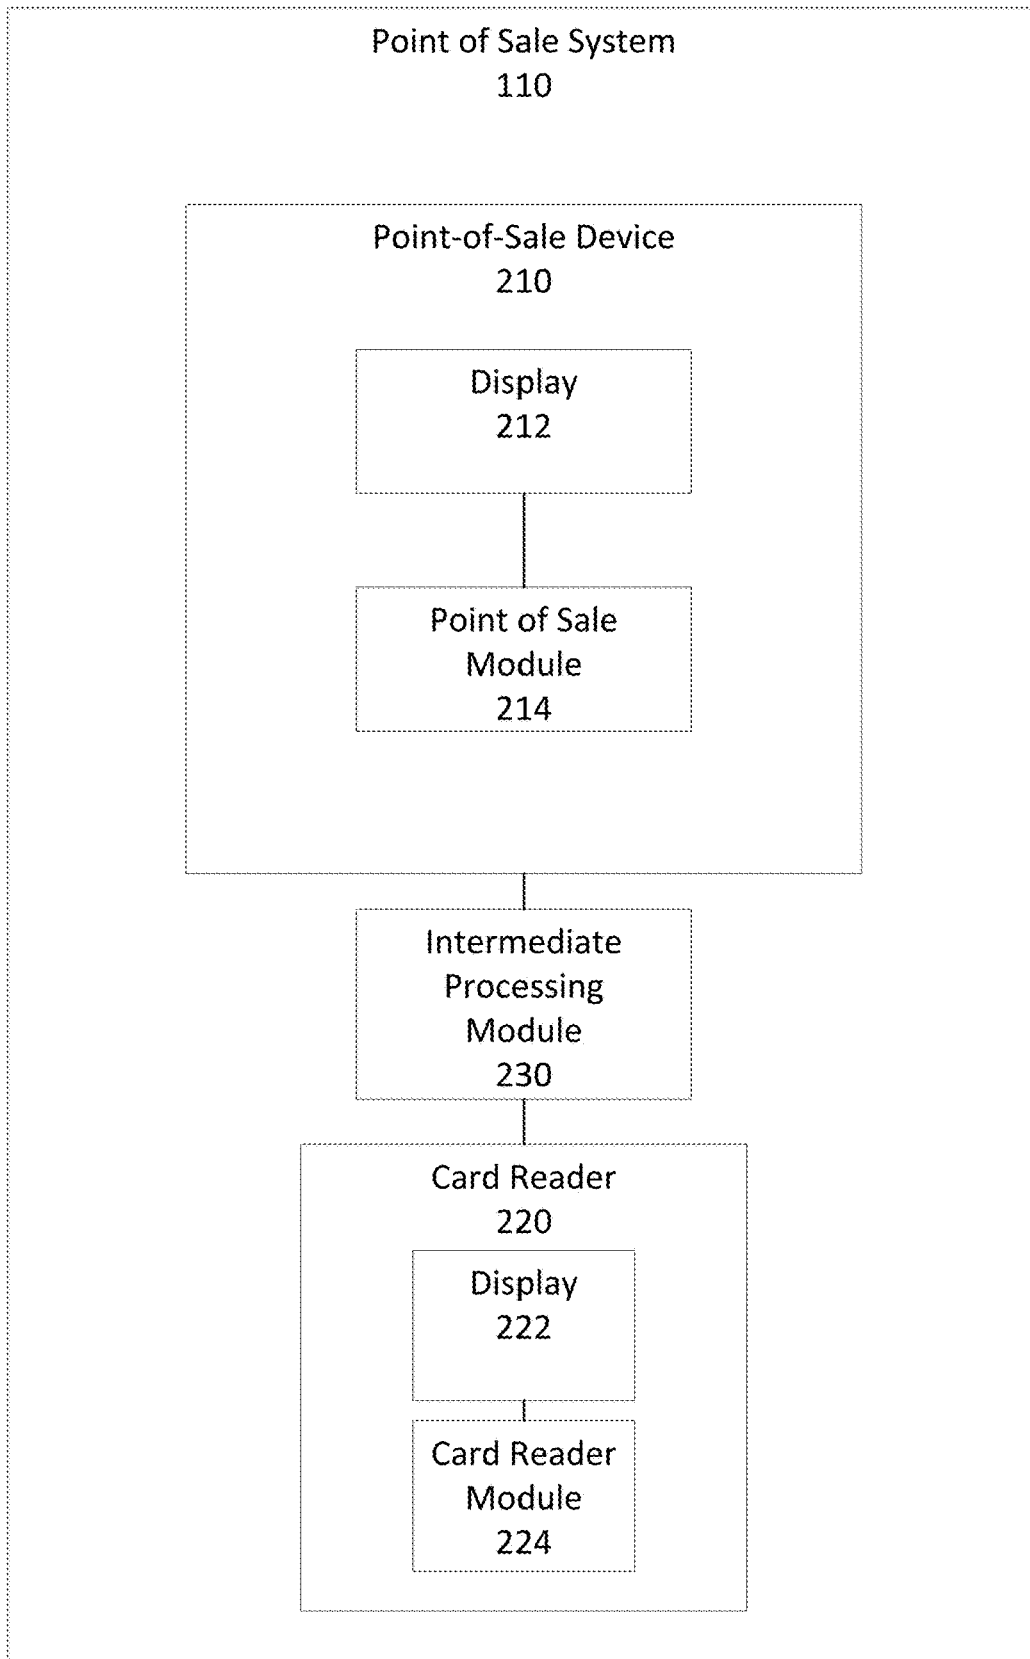 Point of Sale System
110
Point-of-Sale Device
210
Display
212
Point of Sale
Module
214
Intermediate
Processing
Module
230
Card Reader
220
Display
222
Card Reader
Module
224